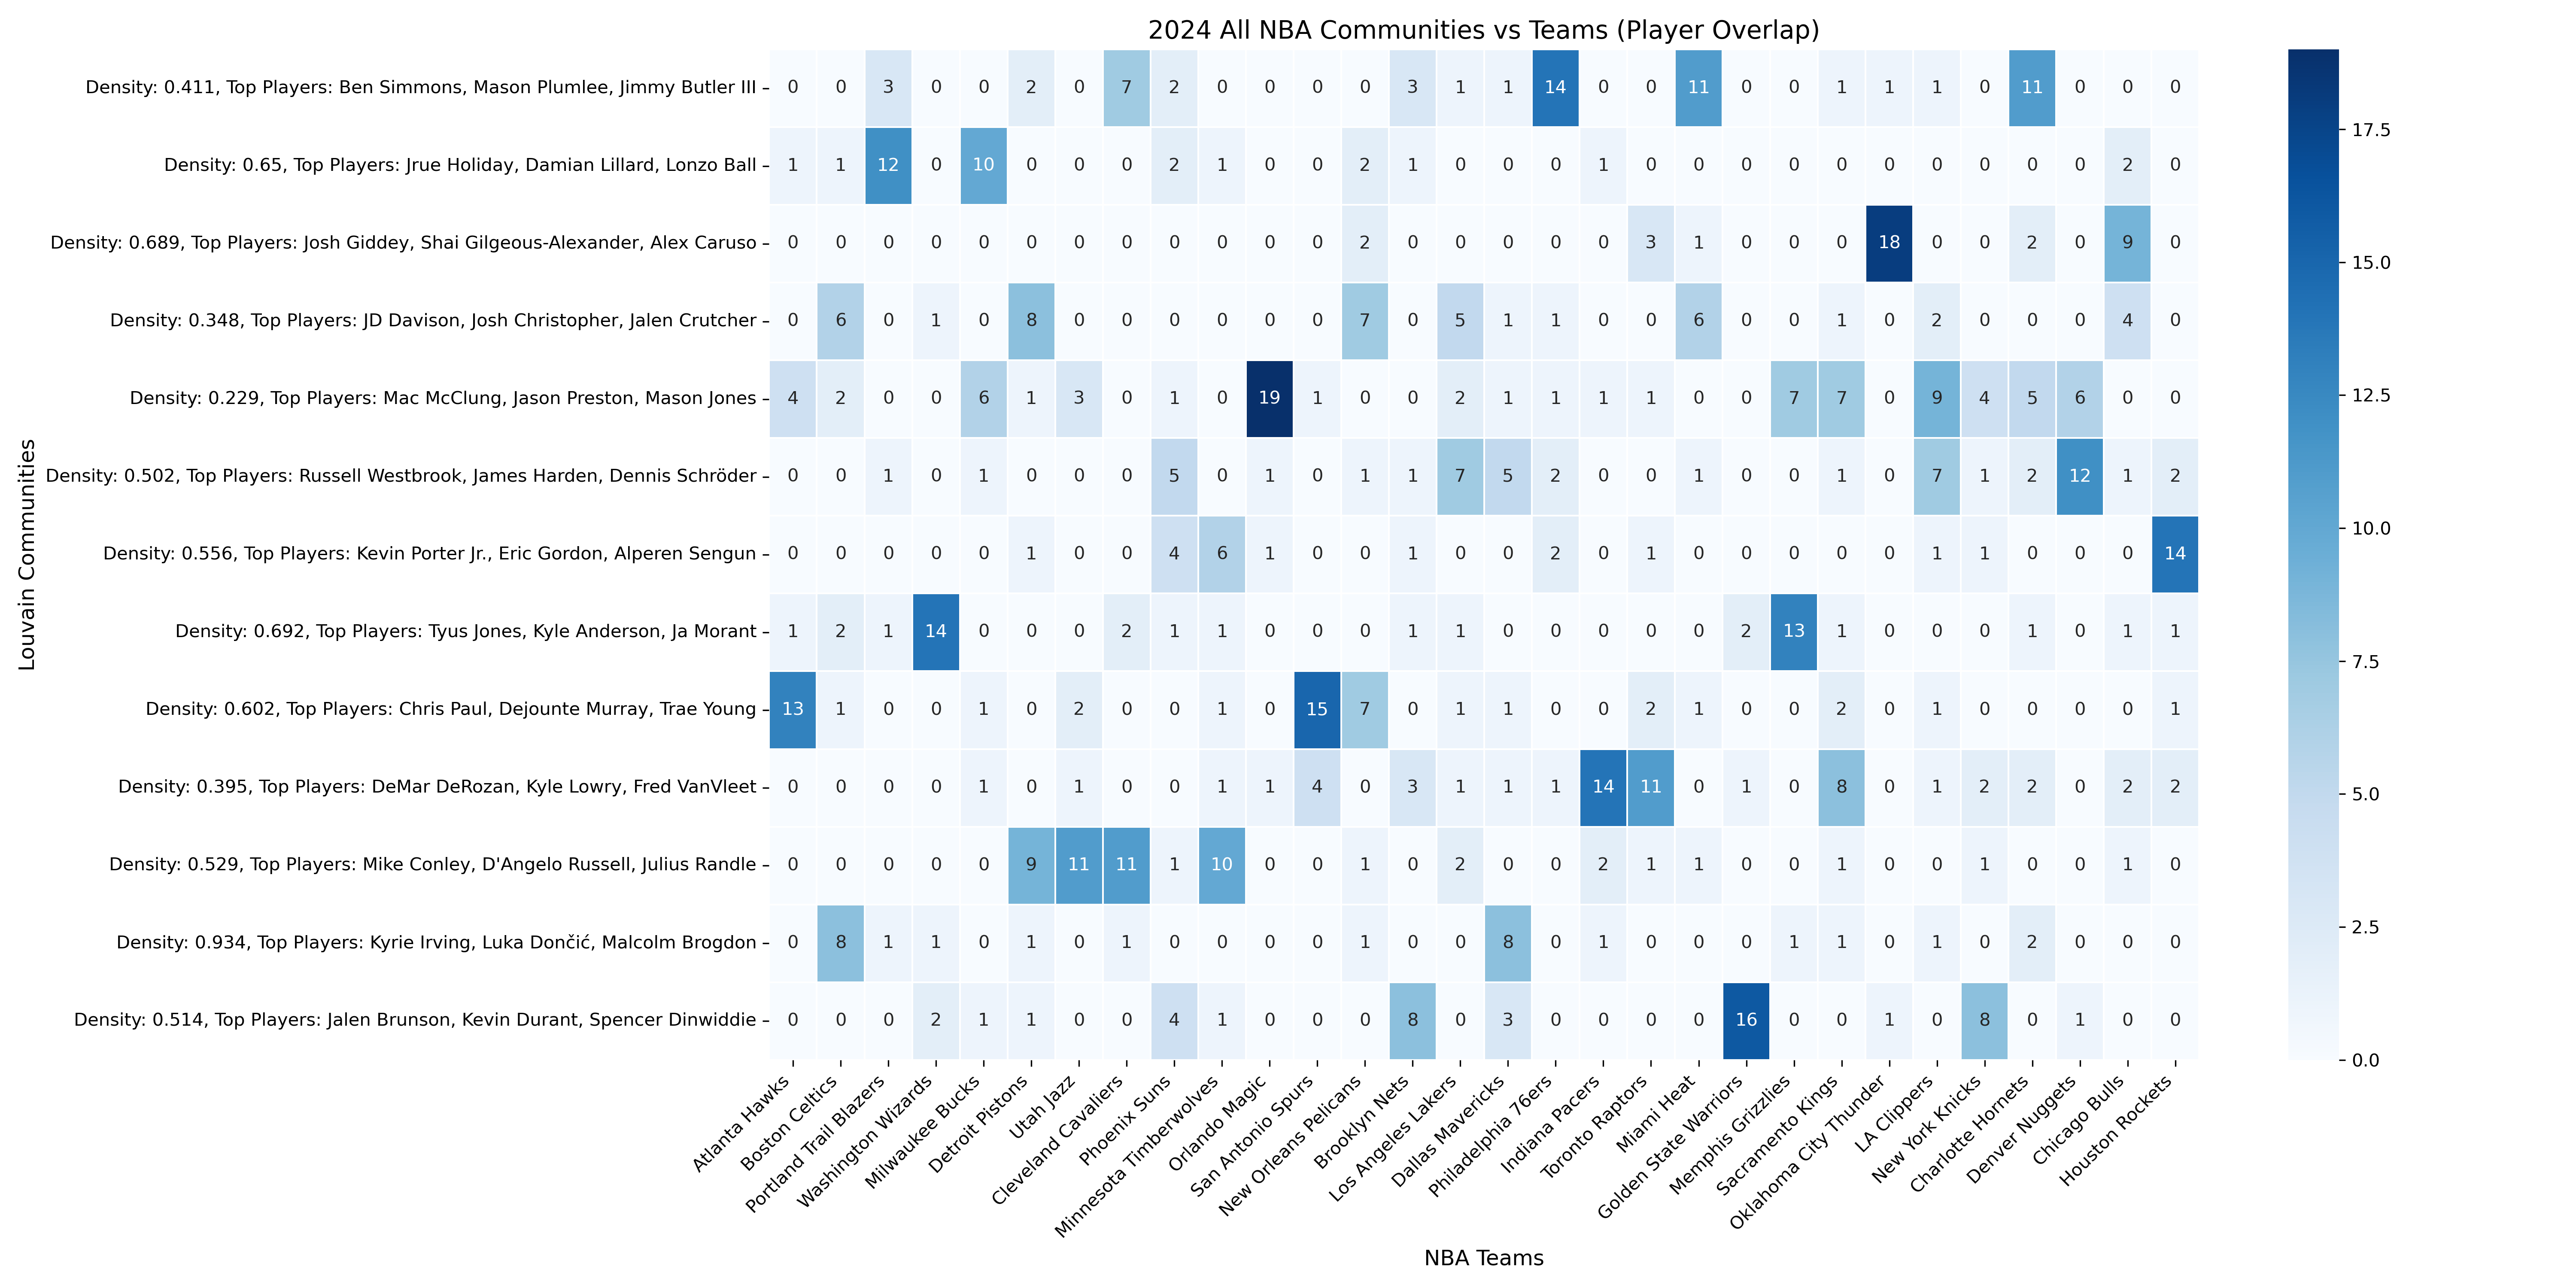 2024 All NBA Communities vs Teams (Player Overlap)
Louvain Communities
Density: 0.411, Top Players: Ben Simmons, Mason Plumlee, Jimmy Butler III 0 0 3 0 0 2 0 7 2 0 0 0 0 3 1 1 14 0 0 11 0 0 1 1 1 0 11 0 0 0
Density: 0.65, Top Players: Jrue Holiday, Damian Lillard, Lonzo Ball 1 1 12 0 10 0 0 0 2 1 0 0 2 1 0 0 0 1 0 0 0 0 0 0 0 0 0 0 2 0
Density: 0.689, Top Players: Josh Giddey, Shai Gilgeous-Alexander, Alex Caruso 0 0 0 0 0 0 0 0 0 0 0 0 2 0 0 0 0 0 3 1 0 0 0 18 0 0 2 0 9 0
Density: 0.348, Top Players: JD Davison, Josh Christopher, Jalen Crutcher 0 6 0 1 0 8 0 0 0 0 0 0 7 0 5 1 1 0 0 6 0 0 1 0 2 0 0 0 4 0
Density: 0.229, Top Players: Mac McClung, Jason Preston, Mason Jones 4 2 0 0 6 1 3 0 1 0 19 1 0 0 2 1 1 1 1 0 0 7 7 0 9 4 5 6 0 0
Density: 0.502, Top Players: Russell Westbrook, James Harden, Dennis Schröder 0 0 1 0 1 0 0 0 5 0 1 0 1 1 7 5 2 0 0 1 0 0 1 0 7 1 2 12 1 2
Density: 0.556, Top Players: Kevin Porter Jr., Eric Gordon, Alperen Sengun 0 0 0 0 0 1 0 0 4 6 1 0 0 1 0 0 2 0 1 0 0 0 0 0 1 1 0 0 0 14
Density: 0.692, Top Players: Tyus Jones, Kyle Anderson, Ja Morant 1 2 1 14 0 0 0 2 1 1 0 0 0 1 1 0 0 0 0 0 2 13 1 0 0 0 1 0 1 1
Density: 0.602, Top Players: Chris Paul, Dejounte Murray, Trae Young 13 1 0 0 1 0 2 0 0 1 0 15 7 0 1 1 0 0 2 1 0 0 2 0 1 0 0 0 0 1
Density: 0.395, Top Players: DeMar DeRozan, Kyle Lowry, Fred VanVleet 0 0 0 0 1 0 1 0 0 1 1 4 0 3 1 1 1 14 11 0 1 0 8 0 1 2 2 0 2 2
Density: 0.529, Top Players: Mike Conley, D'Angelo Russell, Julius Randle 0 0 0 0 0 9 11 11 1 10 0 0 1 0 2 0 0 2 1 1 0 0 1 0 0 1 0 0 1 0
Density: 0.934, Top Players: Kyrie Irving, Luka Dončić, Malcolm Brogdon 0 8 1 1 0 1 0 1 0 0 0 0 1 0 0 8 0 1 0 0 0 1 1 0 1 0 2 0 0 0
Density: 0.514, Top Players: Jalen Brunson, Kevin Durant, Spencer Dinwiddie 0 0 0 2 1 1 0 0 4 1 0 0 0 8 0 3 0 0 0 0 16 0 0 1 0 8 0 1 0 0
Atlanta Hawks
Boston Celtics
Portland Trail Blazers
Washington Wizards
Milwaukee Bucks
Detroit Pistons
Utah Jazz
Cleveland Cavaliers
Phoenix Suns
Minnesota Timberwolves
Orlando Magic
San Antonio Spurs
New Orleans Pelicans
Brooklyn Nets
Los Angeles Lakers
Dallas Mavericks
Philadelphia 76ers
Indiana Pacers
Toronto Raptors
Miami Heat
Golden State Warriors
Memphis Grizzlies
Sacramento Kings
Oklahoma City Thunder
LA Clippers
New York Knicks
Charlotte Hornets
Denver Nuggets
Chicago Bulls
Houston Rockets
NBA Teams
17.5
15.0
12.5
10.0
7.5
5.0
2.5
0.0